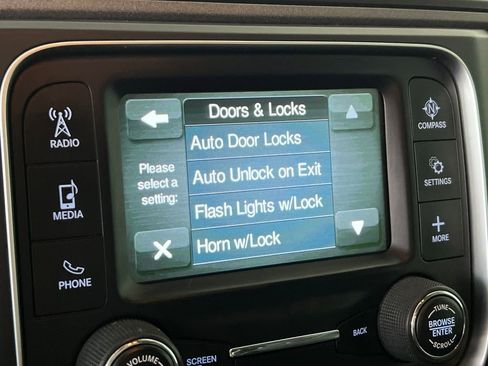 Doors & Locks
Auto Door Locks
Auto Unlock on Exit
Flash Lights w/Lock
Horn w/Lock
Please
select a
setting:
RADIO
MEDIA
PHONE
N
COMPASS
SETTINGS
+
MORE
VOLUME
SCREEN
BACK
TUNE
BROWSE
ENTER
SCROLL